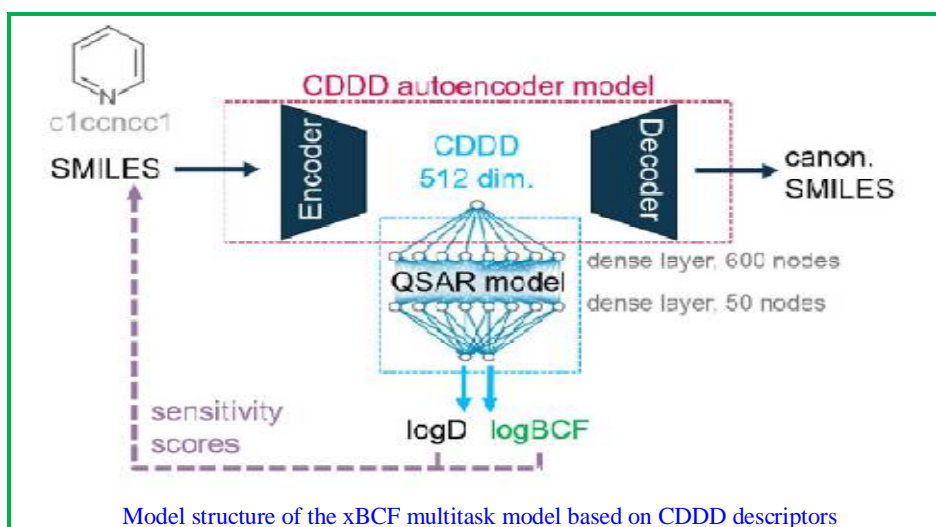 N
c1ccncc1
CDDD autoencoder model
SMILES
Encoder
CDDD
512 dim.
Decoder
canon.
SMILES
dense layer, 600 nodes
QSAR model
dense layer, 50 nodes
sensitivity
scores
logD
logBCF
Model structure of the xBCF multitask model based on CDDD descriptors